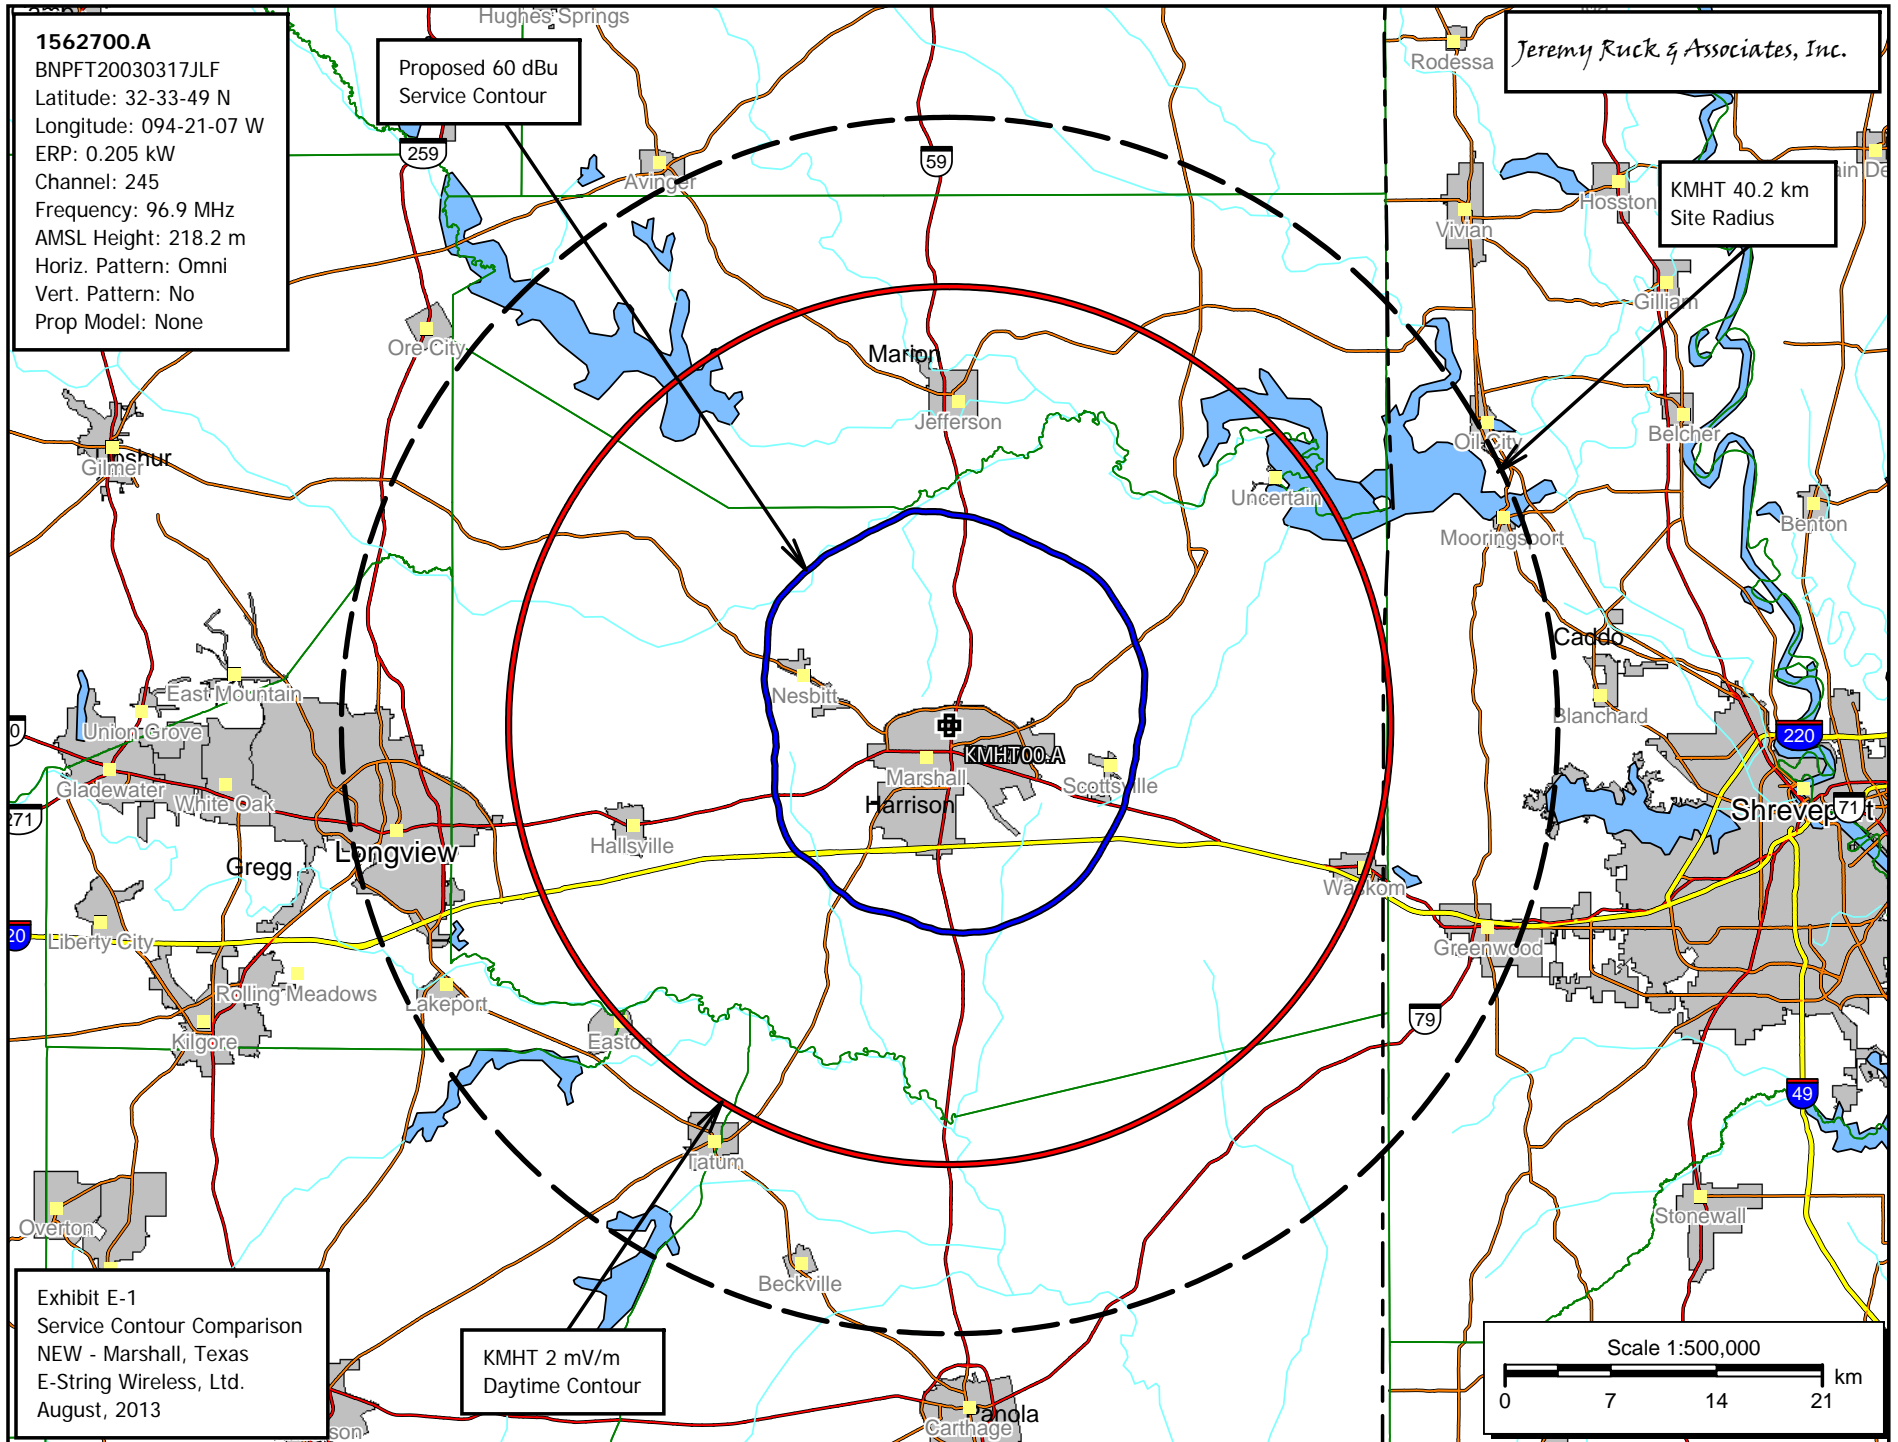 Hughes Springs
1562700.A
BNPFT20030317JLF
Latitude: 32-33-49 N
Longitude: 094-21-07 W
ERP: 0.205 kW
Channel: 245
Frequency: 96.9 MHz
AMSL Height: 218.2 m
Horiz. Pattern: Omni
Vert. Pattern: No
Prop Model: None
Proposed 60 dBu
Service Contour
Jeremy Ruck & Associates, Inc.
Rodessa
259
59
Avinger
KMHT 40.2 km
Site Radius
Hosston
Vivian
Gilliam
Ore City
Marion
Jefferson
Oil City
Belcher
Gilmer
Uncertain
Mooringsport
Benton
Caddo
East Mountain
Nesbitt
Union Grove
Blanchard
220
KMHT00.A
Gladewater
White Oak
Marshall
Scottsville
Harrison
Shreveport
71
271
Hallsville
Longview
Gregg
Waskom
20
Liberty City
Greenwood
Rolling Meadows
Lakeport
79
Kilgore
Easton
49
Tatum
Overton
Stonewall
Beckville
Exhibit E-1
Service Contour Comparison
NEW - Marshall, Texas
E-String Wireless, Ltd.
August, 2013
KMHT 2 mV/m
Daytime Contour
Scale 1:500,000
km
0 7 14 21
Panola
Carthage